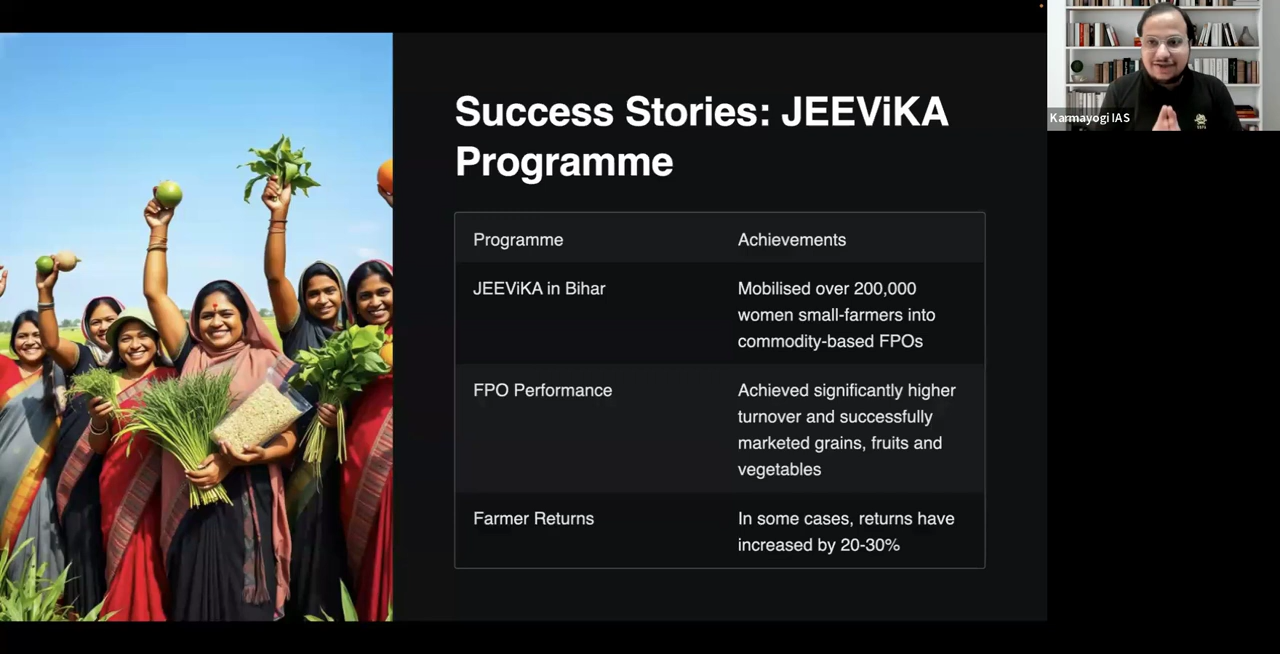 Success Stories: JEEViKA
Programme
Programme Achievements
JEEViKA in Bihar Mobilised over 200,000
women small-farmers into
commodity-based FPOs
FPO Performance Achieved significantly higher
turnover and successfully
marketed grains, fruits and
vegetables
Farmer Returns In some cases, returns have
increased by 20-30%
Karmayogi IAS